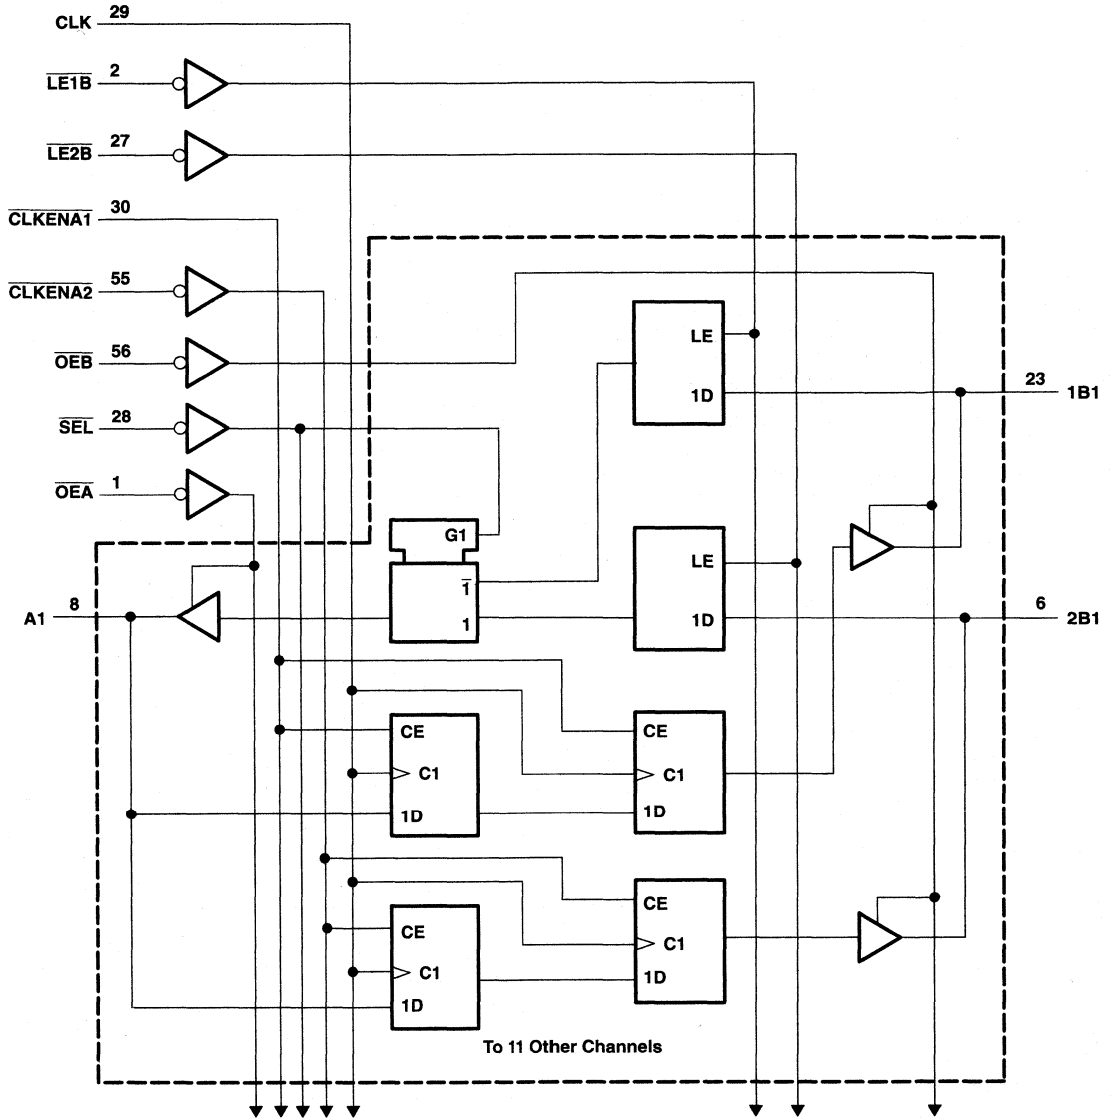 CLK 29
LE1B 2
LE2B 27
CLKENA1 30
CLKENA2 55
OEB 56
SEL 28
OEA 1
LE
1D
23 1B1
G1
1
1
LE
1D
6 2B1
A1 8
CE
C1
1D
CE
C1
1D
CE
C1
1D
CE
C1
1D
To 11 Other Channels